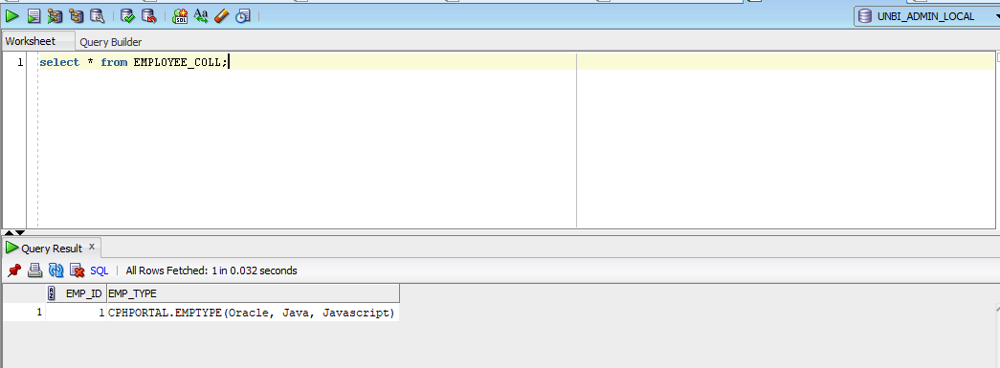 SQL
UNBI_ADMIN_LOCAL
Worksheet
Query Builder
1 select * from EMPLOYEE_COLL;
Query Result x
SQL | All Rows Fetched: 1 in 0.032 seconds
EMP_ID EMP_TYPE
1 1 CPHPORTAL.EMPTYPE(Oracle, Java, Javascript)